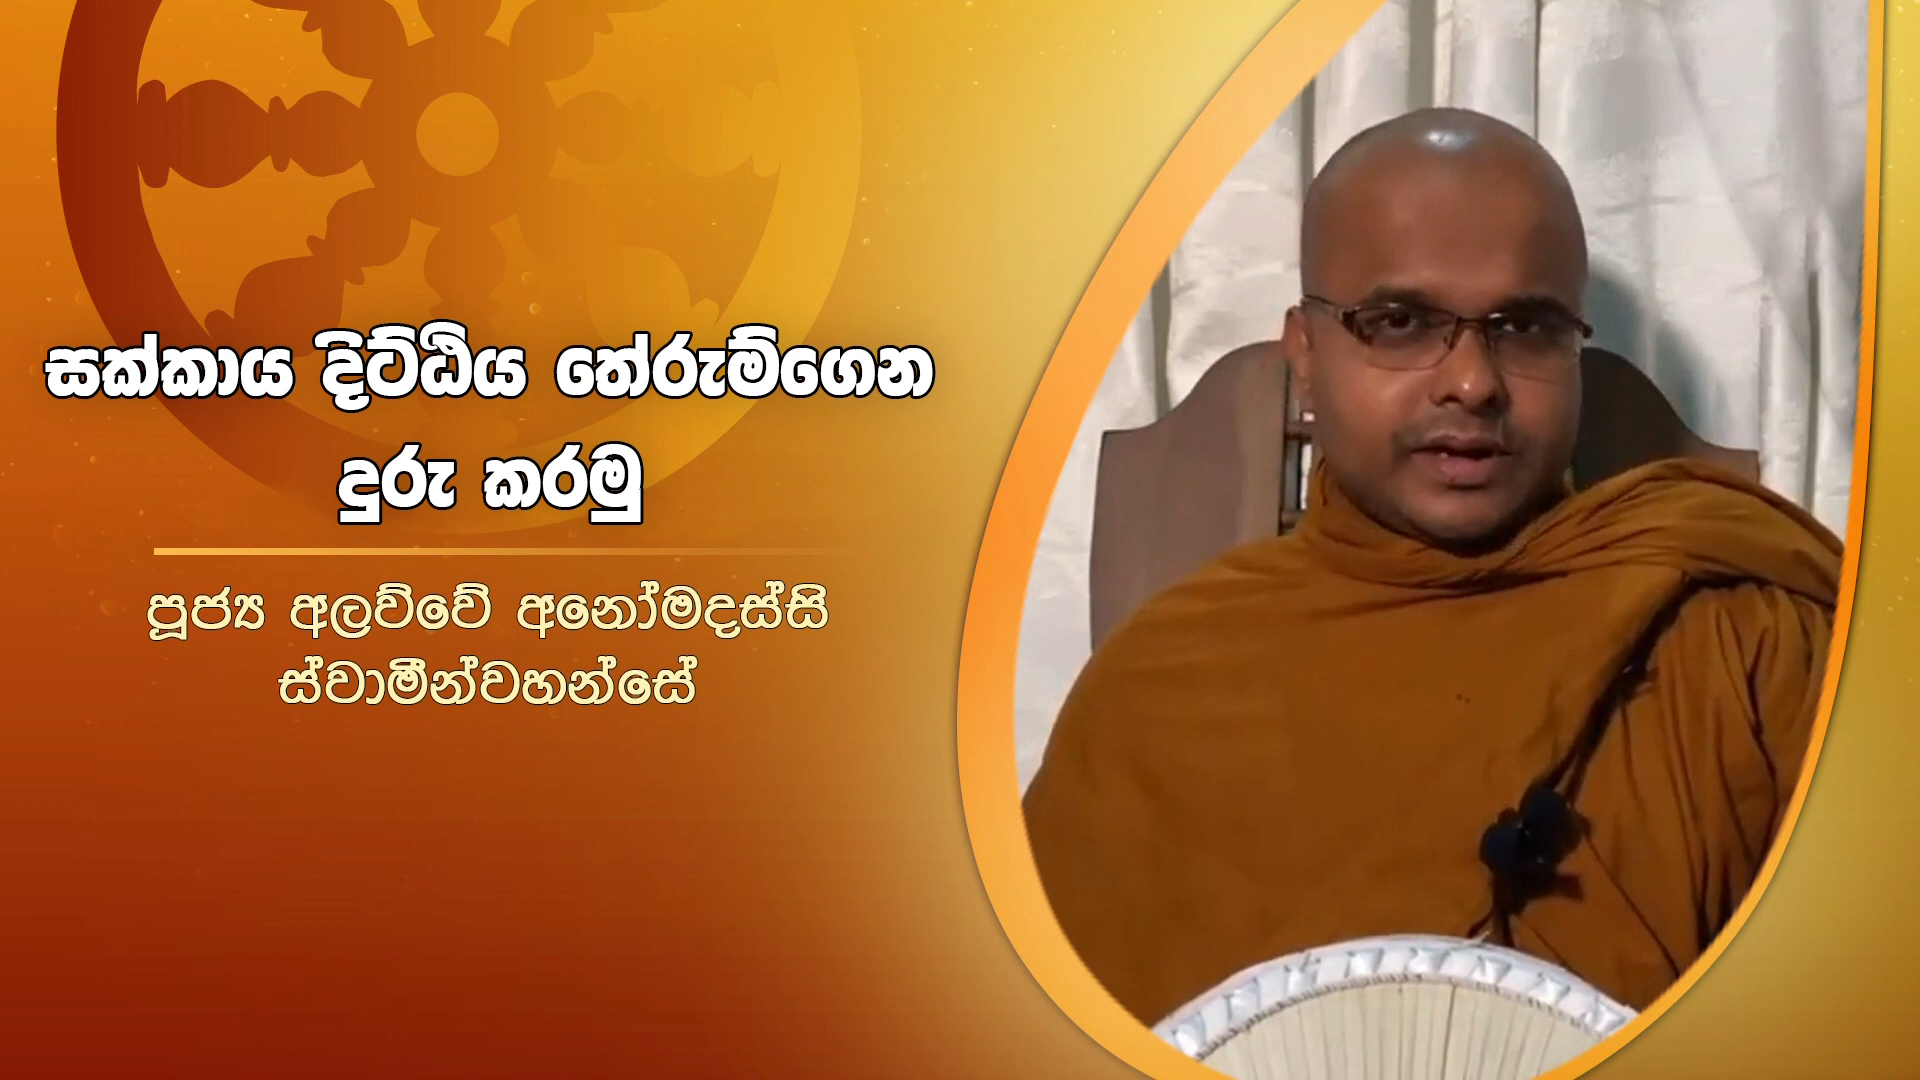 සක්කාය දිට්ඨිය තේරුම්ගෙන
දුරු කරමු
පූජ්‍ය අලව්වේ අනෝමදස්සි
ස්වාමීන්වහන්සේ